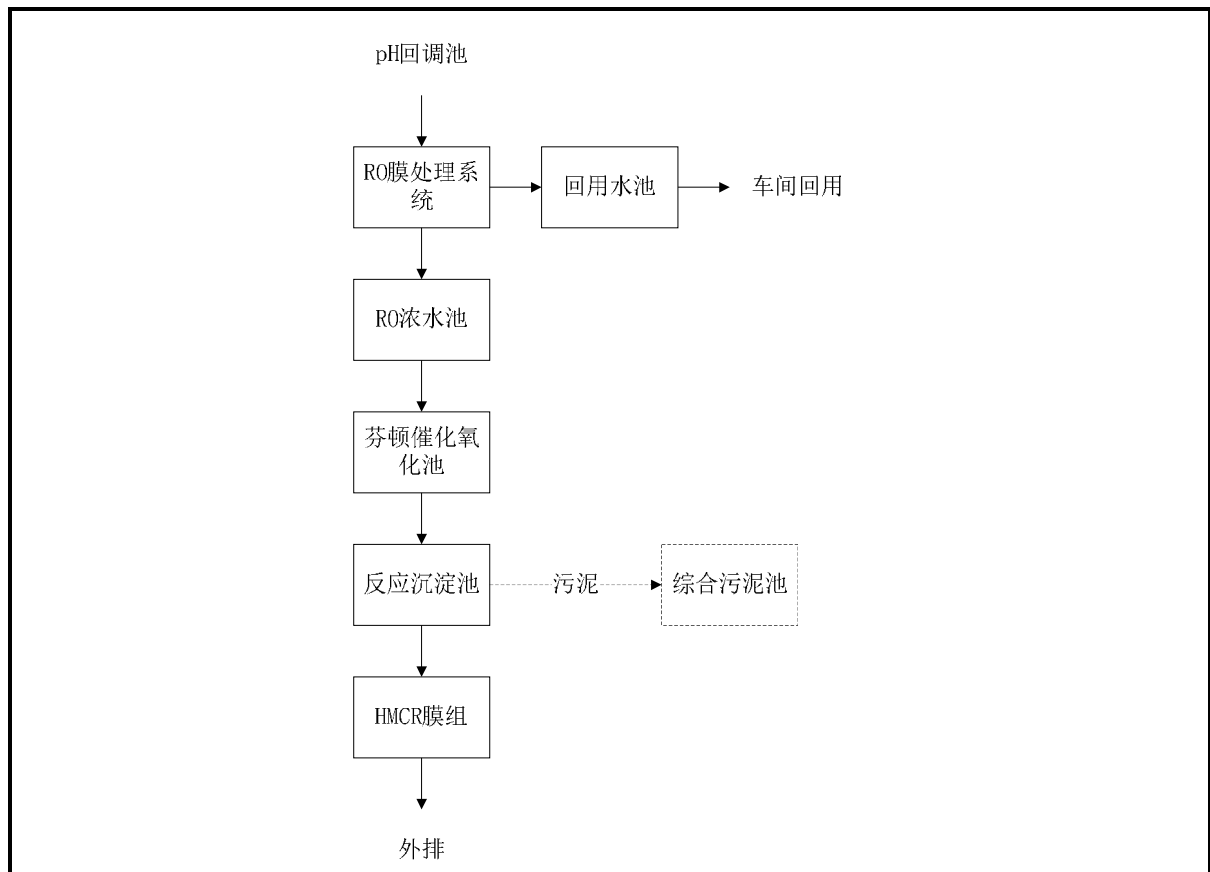 pH回调池
RO膜处理系
统
回用水池
车间回用
RO浓水池
芬顿催化氧
化池
反应沉淀池
污泥
综合污泥池
HMCR膜组
外排